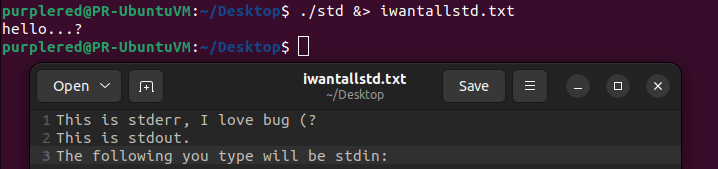 purplered@PR-UbuntuVM:~/Desktop$ ./std &> iwantallstd.txt
hello...?
purplered@PR-UbuntuVM:~/Desktop$
Open
iwantallstd.txt
~/Desktop
Save
1 This is stderr, I love bug (?
2 This is stdout.
3 The following you type will be stdin: